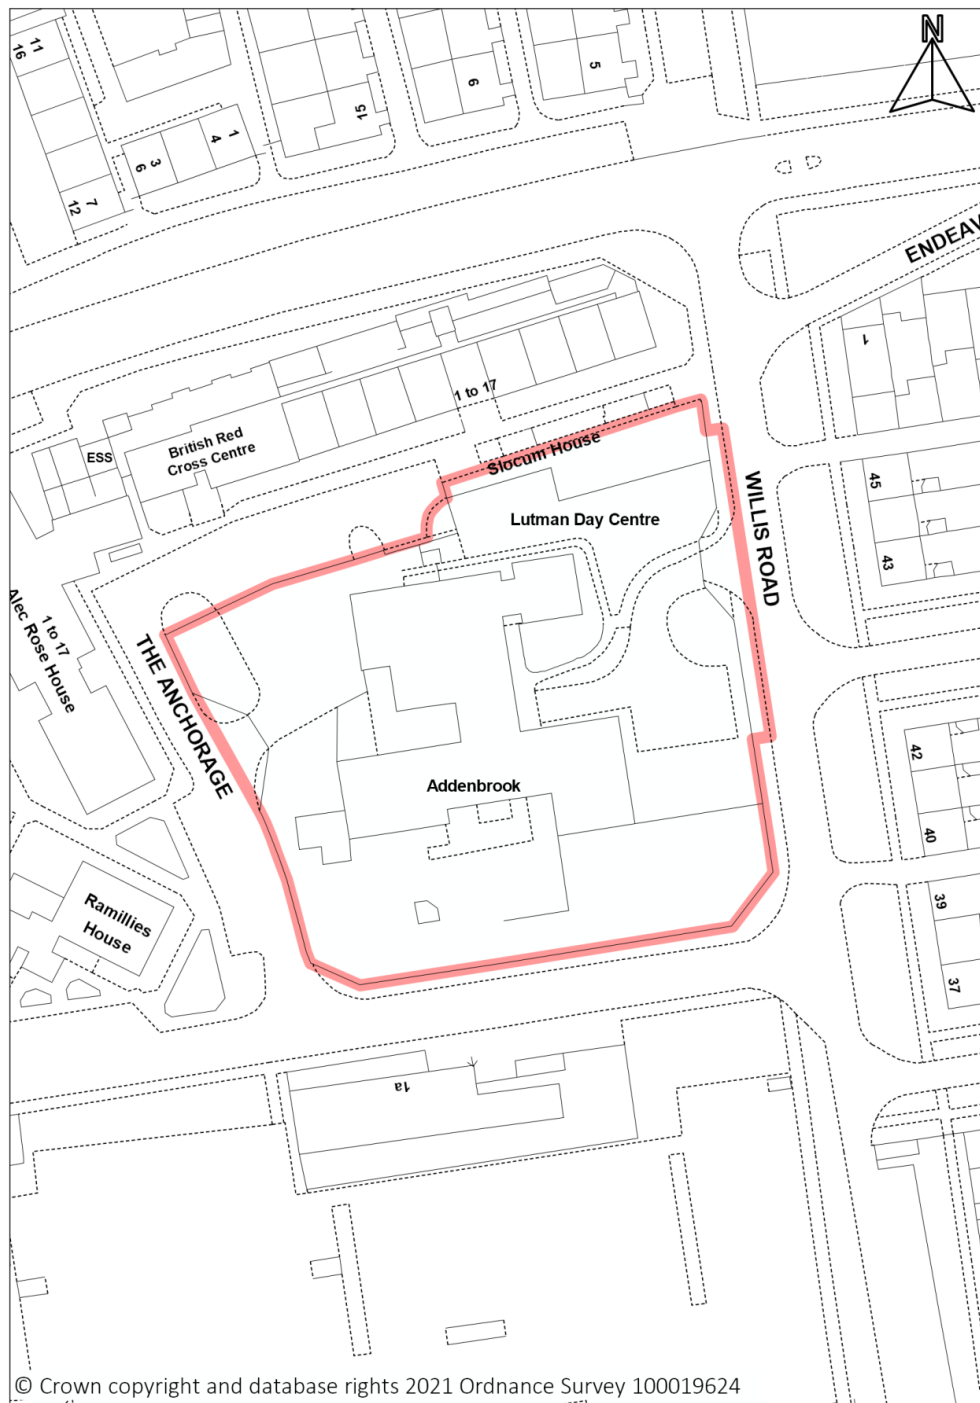 N
11
16
15
6
5
1
4
3
6
7
12
ENDEAV
1
1 to 17
British Red
Cross Centre
ESS
Slocum House
Lutman Day Centre
WILLIS ROAD
45
43
1 to 17
Alec Rose House
THE ANCHORAGE
42
40
Addenbrook
39
37
Ramillies
House
1a
© Crown copyright and database rights 2021 Ordnance Survey 100019624